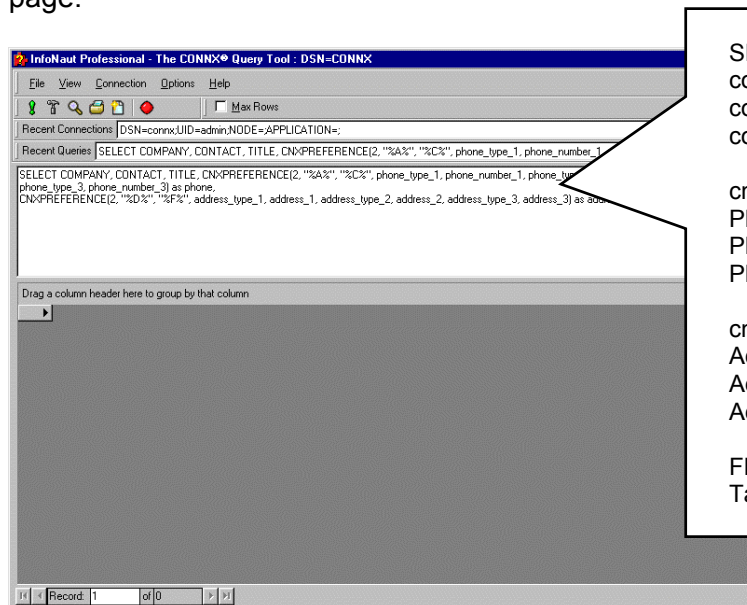 page.
InfoNaut Professional - The CONNX® Query Tool : DSN=CONNX
File View Connection Options Help
Max Rows
Recent Connections DSN=connx;UID=admin;NODE=;APPLICATION=;
Recent Queries SELECT COMPANY, CONTACT, TITLE, CNXPREFERENCE(2, "%A%", "%C%", phone_type_1, phone_number_1
SELECT COMPANY, CONTACT, TITLE, CNXPREFERENCE(2, "%A%", "%C%", phone_type_1, phone_number_1,
phone_type_3, phone_number_3) as phone,
CNXPREFERENCE(2, "%D%", "%F%", address_type_1, address_1, address_type_2, address_2, address_type_3, address_3) as
Drag a column header here to group by that column
Record: 1 of 0